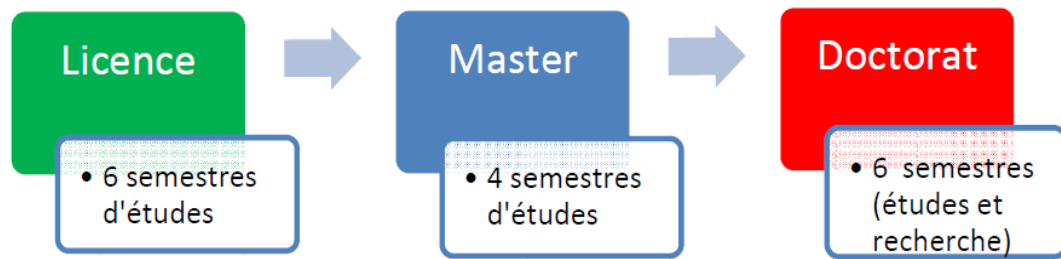 Licence
• 6 semestres
d'études
Master
• 4 semestres
d'études
Doctorat
• 6 semestres
(études et
recherche)